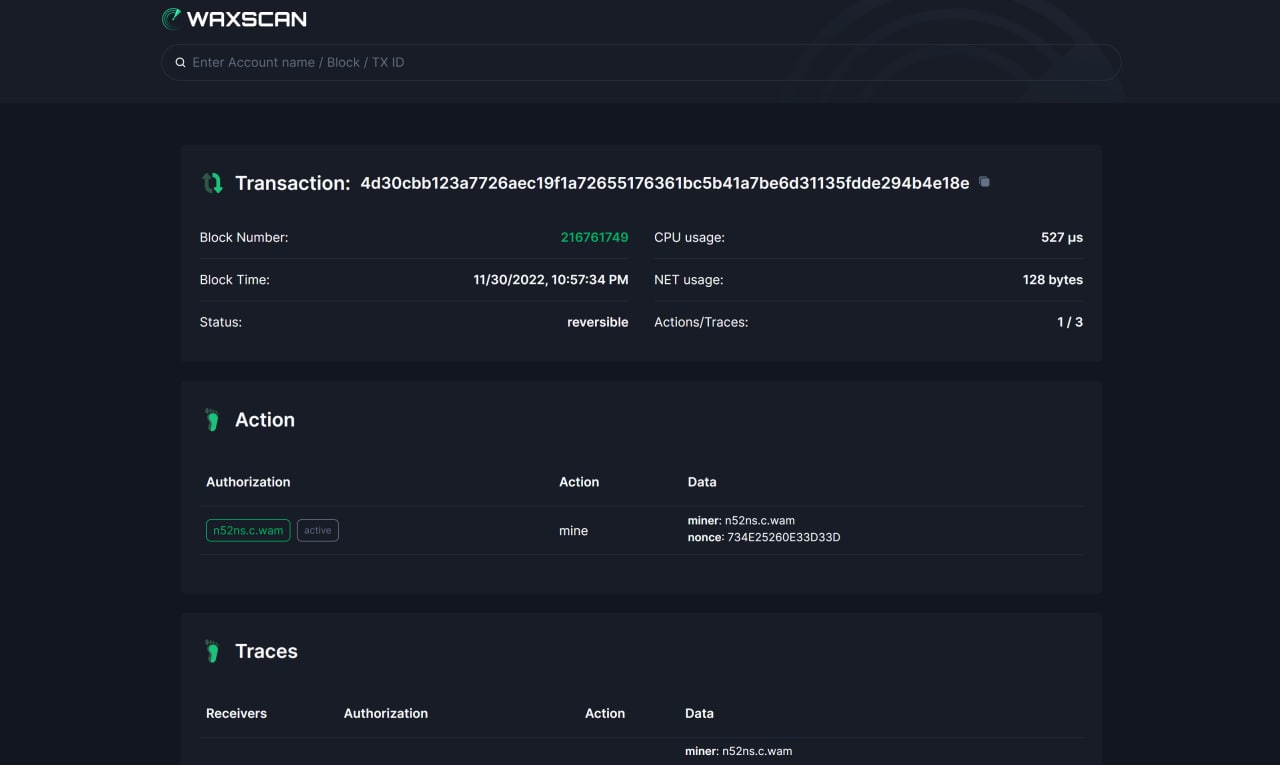 WAXSCAN
Enter Account name / Block / TX ID
Transaction: 4d30cbb123a7726aec19f1a72655176361bc5b41a7be6d31135fdde294b4e18e
Block Number: 216761749 CPU usage: 527 μs
Block Time: 11/30/2022, 10:57:34 PM NET usage: 128 bytes
Status: reversible Actions/Traces: 1 / 3
Action
Authorization Action Data
n52ns.c.wam active mine miner: n52ns.c.wam
nonce: 734E25260E33D33D
Traces
Receivers Authorization Action Data
miner: n52ns.c.wam